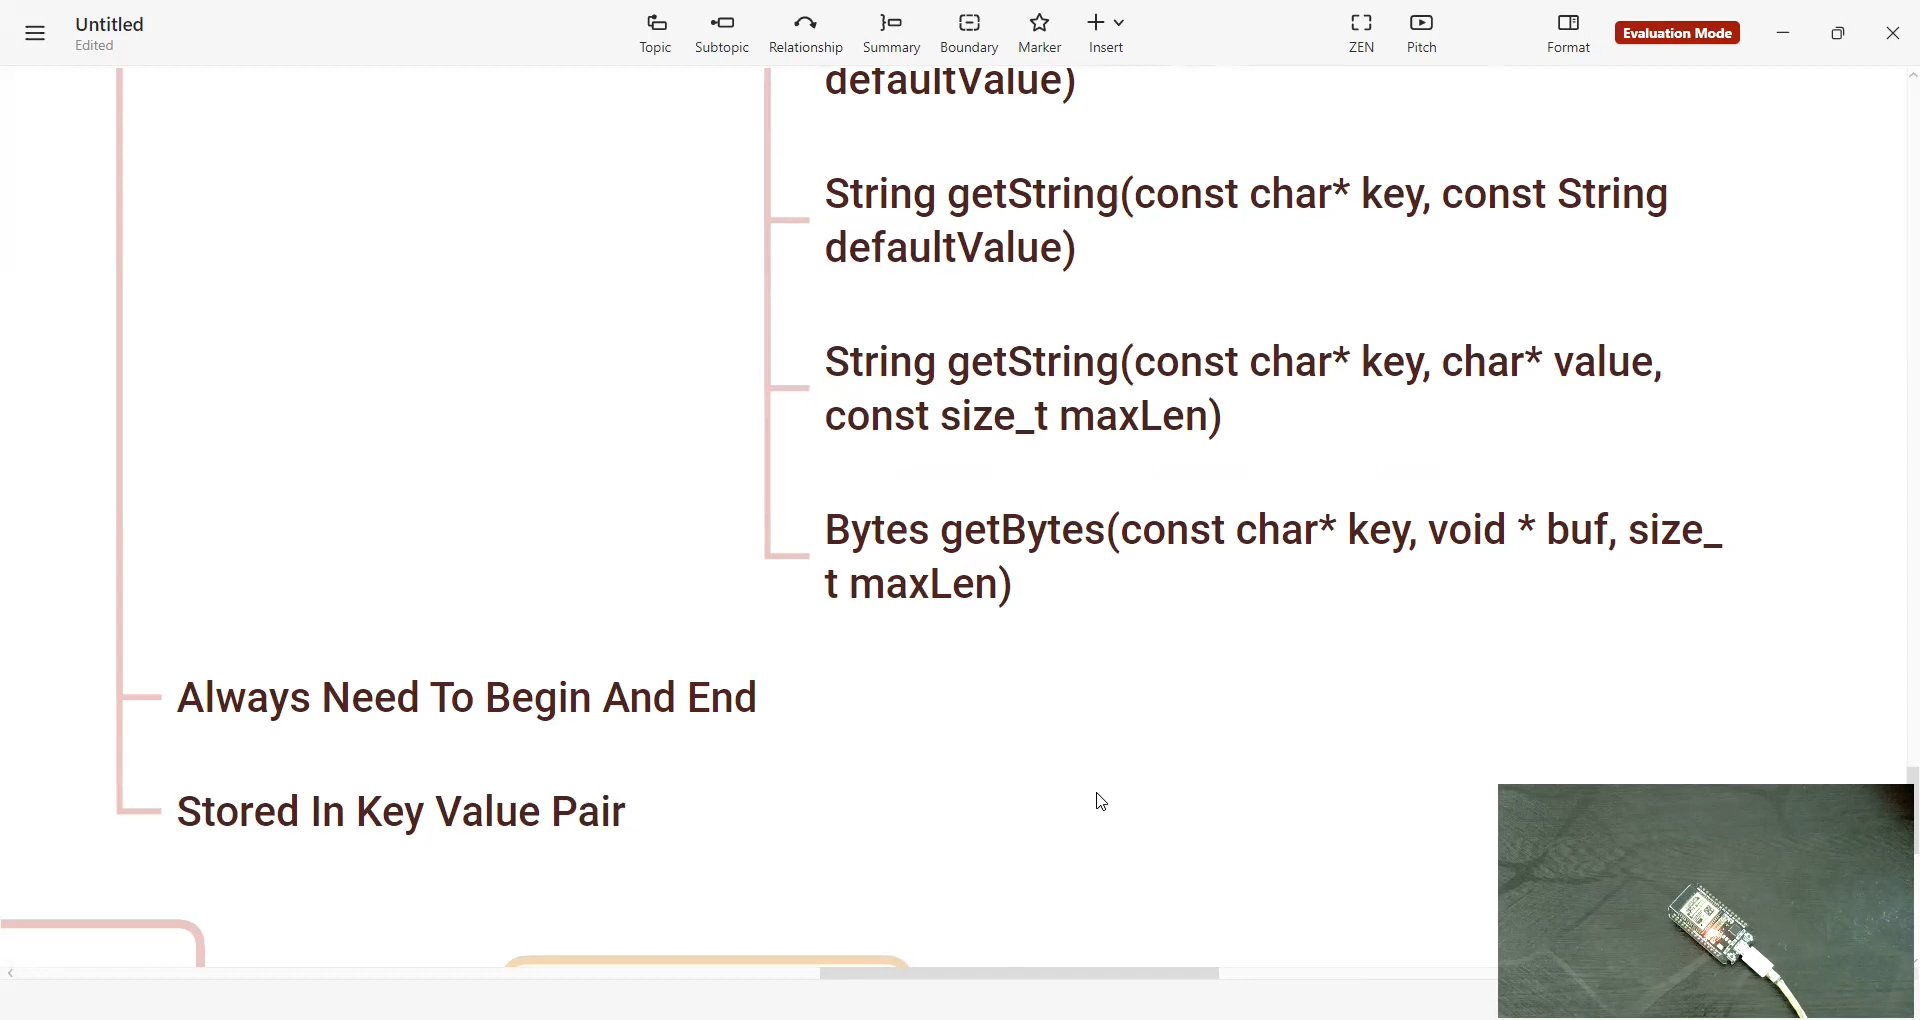 Untitled
Edited
Topic
Subtopic
Relationship
Summary
Boundary
Marker
Insert
ZEN
Pitch
Format
Evaluation Mode
defaultValue)
String getString(const char* key, const String
defaultValue)
String getString(const char* key, char* value,
const size_t maxLen)
Bytes getBytes(const char* key, void * buf, size_
t maxLen)
Always Need To Begin And End
Stored In Key Value Pair